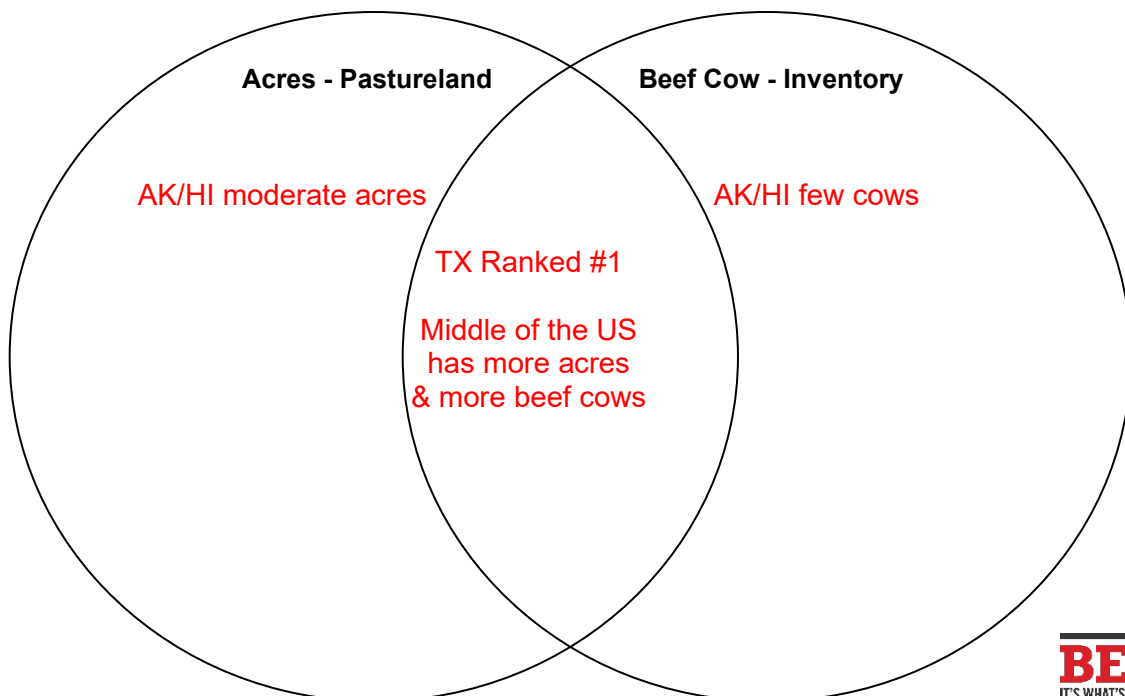 Acres - Pastureland
Beef Cow - Inventory
AK/HI moderate acres
AK/HI few cows
TX Ranked #1
Middle of the US
has more acres
& more beef cows
BE
IT'S WHAT'S